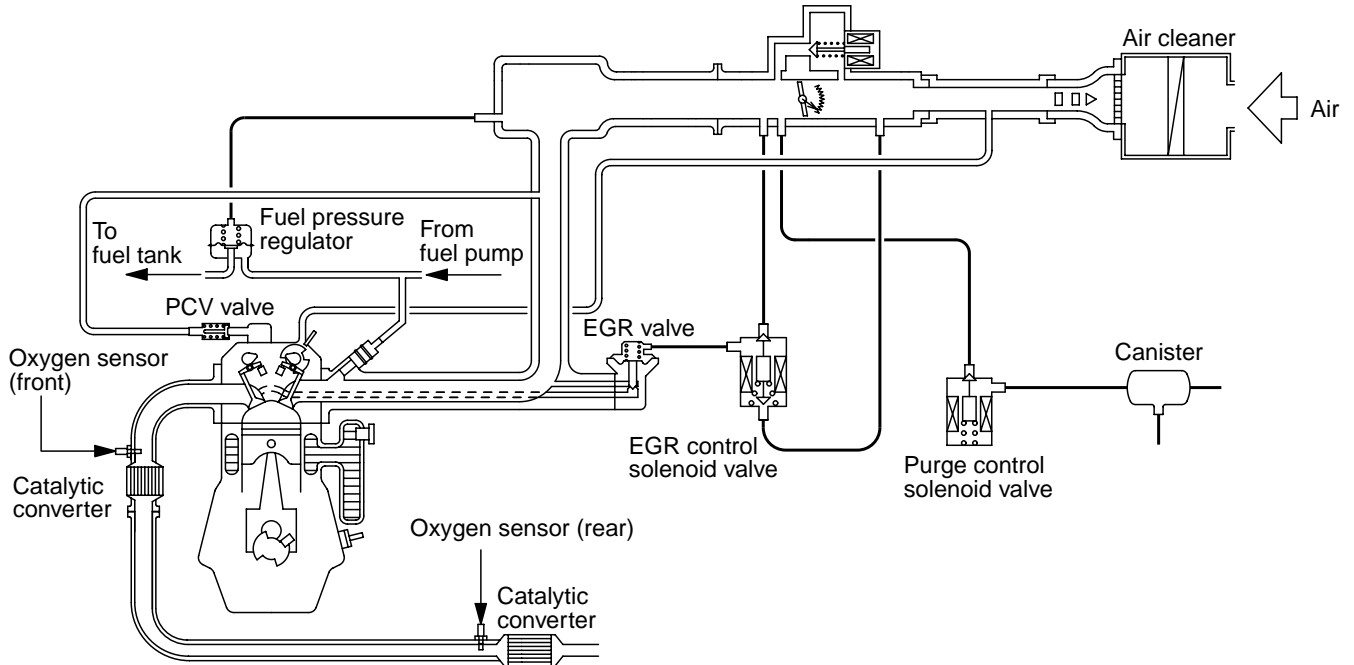 Air cleaner
Air
Fuel pressure
regulator
To
fuel tank
From
fuel pump
PCV valve
EGR valve
Oxygen sensor
(front)
Canister
EGR control
solenoid valve
Purge control
solenoid valve
Catalytic
converter
Oxygen sensor (rear)
Catalytic
converter